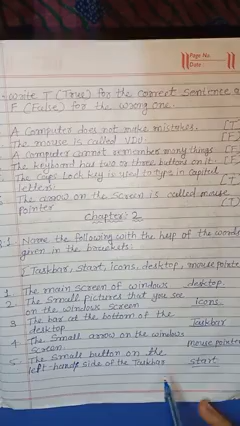 Page No.
Date
Write T (True) for the correct sentence &
F (False) for the wrong one.
A Computer does not make mistakes. [T
The mouse is called VDU. [F
A computer cannot remember many things [F
The keyboard has two or three buttons on it. [F
The Caps Lock key is used to type in capital
letters. [T
The arrow on the screen is called mouse
pointer (T)
Chapter: 2
Q.1 Name the following with the help of the words
given in the brackets:
{ Taskbar, start, icons, desktop, mouse pointe
1. The main screen of windows desktop.
2. The small pictures that you see
on the windows screen Icons.
3 The bar at the bottom of the
desktop Taskbar
4. The small arrow on the windows
screen. mouse pointer
5. The small button on the
left-hand side of the Taskbar start